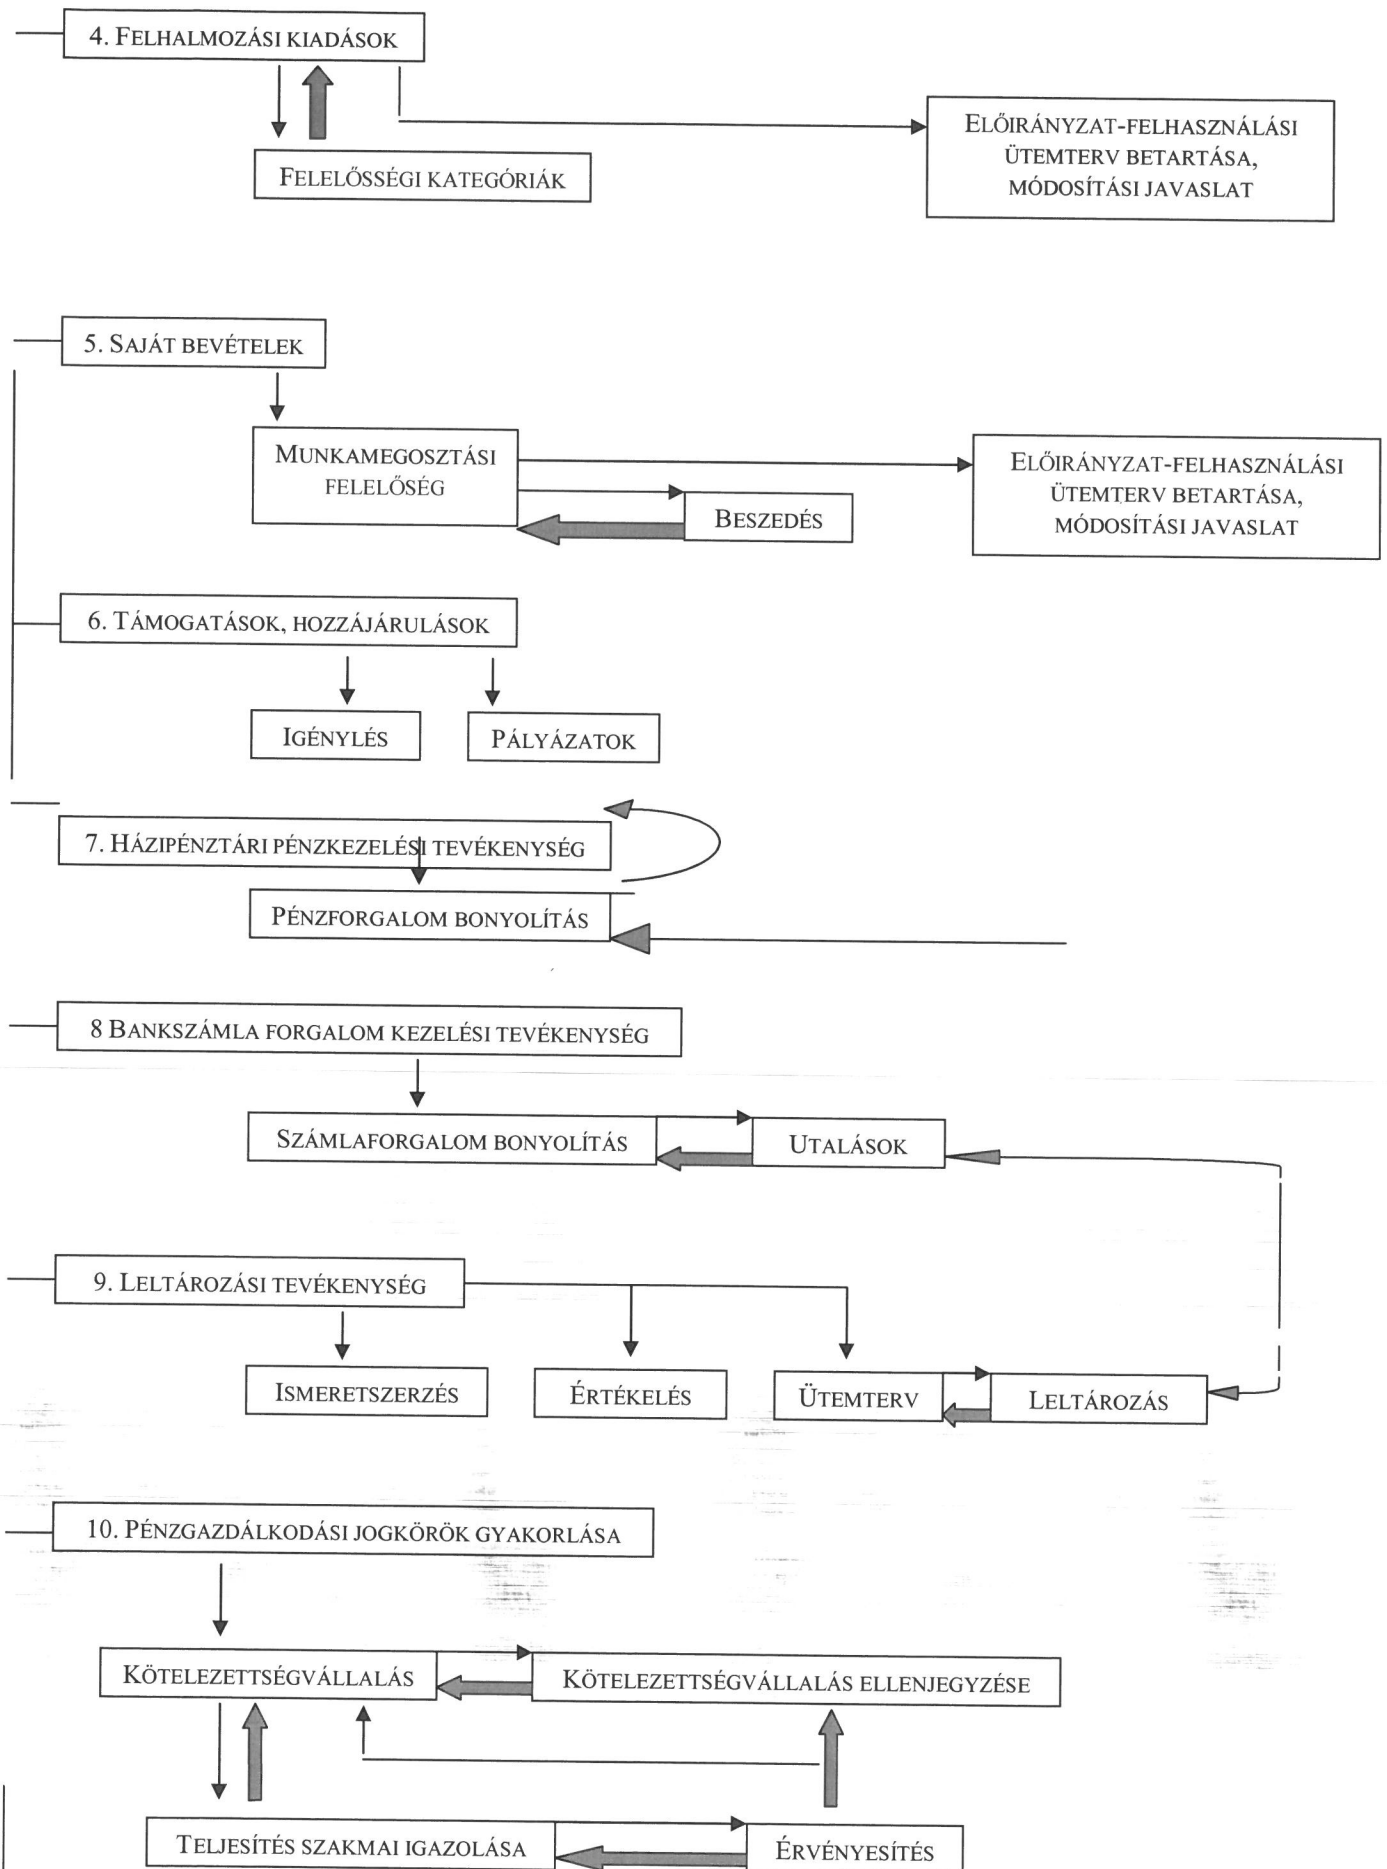 4. FELHALMOZÁSI KIADÁSOK
ELŐIRÁNYZAT-FELHASZNÁLÁSI
ÜTEMTERV BETARTÁSA,
MÓDOSÍTÁSI JAVASLAT
FELELŐSSÉGI KATEGÓRIÁK
5. SAJÁT BEVÉTELEK
MUNKAMEGOSZTÁSI
FELELŐSÉG
ELŐIRÁNYZAT-FELHASZNÁLÁSI
ÜTEMTERV BETARTÁSA,
MÓDOSÍTÁSI JAVASLAT
BESZEDÉS
6. TÁMOGATÁSOK, HOZZÁJÁRULÁSOK
IGÉNYLÉS
PÁLYÁZATOK
7. HÁZIPÉNZTÁRI PÉNZKEZELÉSI TEVÉKENYSÉG
PÉNZFORGALOM BONYOLÍTÁS
8 BANKSZÁMLA FORGALOM KEZELÉSI TEVÉKENYSÉG
SZÁMLAFORGALOM BONYOLÍTÁS
UTALÁSOK
9. LELTÁROZÁSI TEVÉKENYSÉG
ISMERETSZERZÉS
ÉRTÉKELÉS
ÜTEMTERV
LELTÁROZÁS
10. PÉNZGAZDÁLKODÁSI JOGKÖRÖK GYAKORLÁSA
KÖTELEZETTSÉGVÁLLALÁS
KÖTELEZETTSÉGVÁLLALÁS ELLENJEGYZÉSE
TELJESÍTÉS SZAKMAI IGAZOLÁSA
ÉRVÉNYESÍTÉS